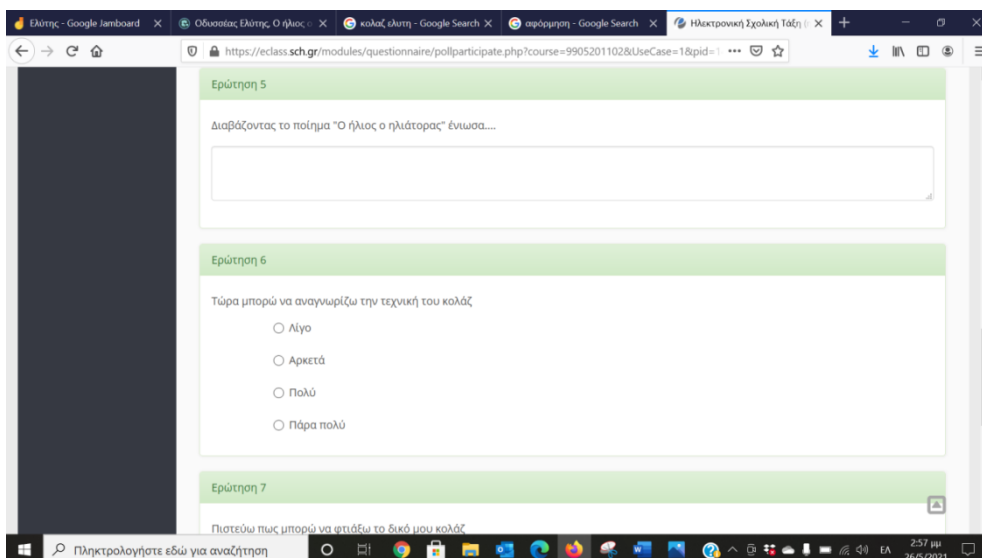 Ελύτης - Google Jamboard
Οδυσσέας Ελύτης, Ο ήλιος ο
κολαζ ελυτη - Google Search
αφόρμηση - Google Search
Ηλεκτρονική Σχολική Τάξη
https://eclass.sch.gr/modules/questionnaire/pollparticipate.php?course=9905201102&UseCase=1&pid=1
Ερώτηση 5
Διαβάζοντας το ποίημα "Ο ήλιος ο ηλιάτορας" ένιωσα....
Ερώτηση 6
Τώρα μπορώ να αναγνωρίζω την τεχνική του κολάζ
Λίγο
Αρκετά
Πολύ
Πάρα πολύ
Ερώτηση 7
Πιστεύω πως μπορώ να φτιάξω το δικό μου κολάζ
Πληκτρολογήστε εδώ για αναζήτηση
ΕΛ
2:57 μμ
26/5/2021